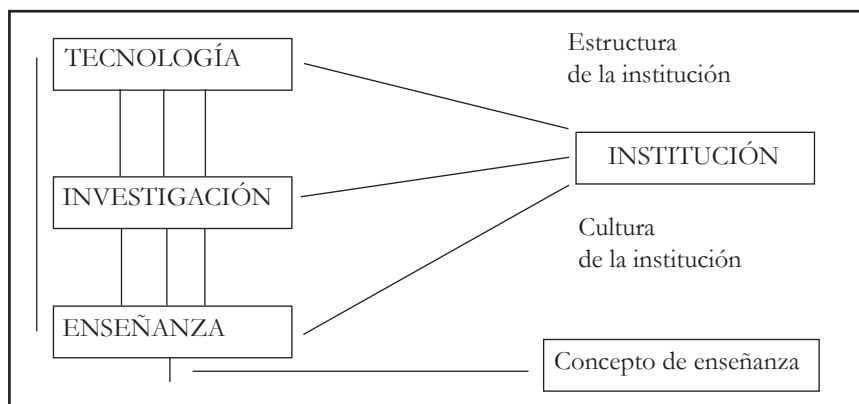 TECNOLOGÍA
Estructura
de la institución
INSTITUCIÓN
INVESTIGACIÓN
Cultura
de la institución
ENSEÑANZA
Concepto de enseñanza